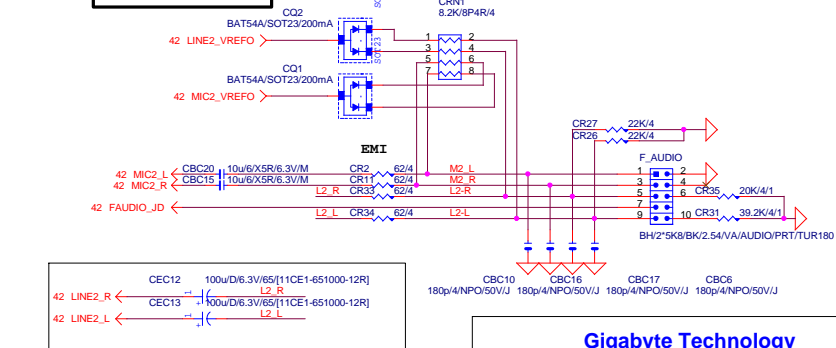 CRN1
CQ2
8.2K/8P4R/4
BAT54A/SOT23/200mA
SOT23
42 LINE2_VREFO
1 2
3 4
5 6
7 8
CQ1
BAT54A/SOT23/200mA
42 MIC2_VREFO
CR27 22K/4
CR26 22K/4
EMI
F_AUDIO
42 MIC2_L CBC20 10u/6/X5R/6.3V/M CR2 62/4 M2_L 1 2
42 MIC2_R CBC15 10u/6/X5R/6.3V/M CR11 62/4 M2_R 3 4
L2_R CR33 62/4 L2-R 5 6 CR35 20K/4/1
42 FAUDIO_JD 7
L2_L CR34 62/4 L2-L 9 10 CR31 39.2K/4/1
BH/2*5K8/BK/2.54/VA/AUDIO/PRT/TUR180
CBC10 CBC16 CBC17 CBC6
180p/4/NPO/50V/J 180p/4/NPO/50V/J 180p/4/NPO/50V/J 180p/4/NPO/50V/J
CEC12 100u/D/6.3V/65/[11CE1-651000-12R]
42 LINE2_R 1 L2_R
CEC13 100u/D/6.3V/65/[11CE1-651000-12R]
42 LINE2_L 1 L2_L
Gigabyte Technology